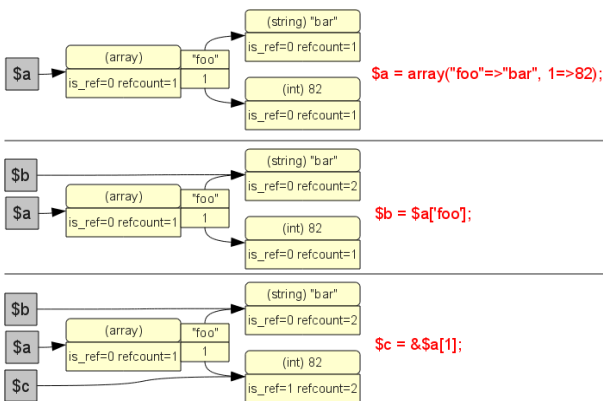 (string) "bar"
(array) "foo" is_ref=0 refcount=1
$a is_ref=0 refcount=1 1 $a = array("foo"=>"bar", 1=>82);
(int) 82
is_ref=0 refcount=1
(string) "bar"
$b is_ref=0 refcount=2
(array) "foo"
$a is_ref=0 refcount=1 1 $b = $a['foo'];
(int) 82
is_ref=0 refcount=1
(string) "bar"
$b is_ref=0 refcount=2
(array) "foo"
$a is_ref=0 refcount=1 1 $c = &$a[1];
(int) 82
$c is_ref=1 refcount=2